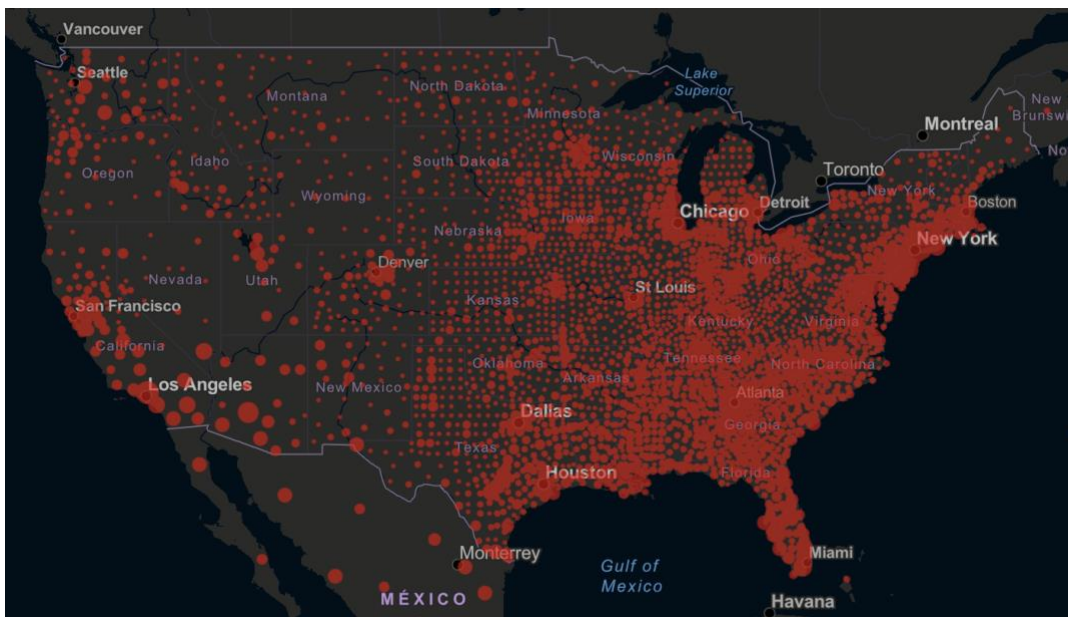 Vancouver
Seattle
Montana
North Dakota
Lake
Superior
Minnesota
Montreal
New
Brunswi
No
Oregon
Idaho
Wyoming
South Dakota
Wisconsin
Toronto
New York
Boston
Chicago
Detroit
Nebraska
Iowa
New York
Nevada
Utah
Denver
Ohio
San Francisco
Kansas
St Louis
California
Kentucky
Virginia
Los Angeles
New Mexico
Oklahoma
Arkansas
Tennessee
North Carolina
Dallas
Atlanta
Texas
Georgia
Houston
Florida
Monterrey
Gulf of
Mexico
Miami
MÉXICO
Havana